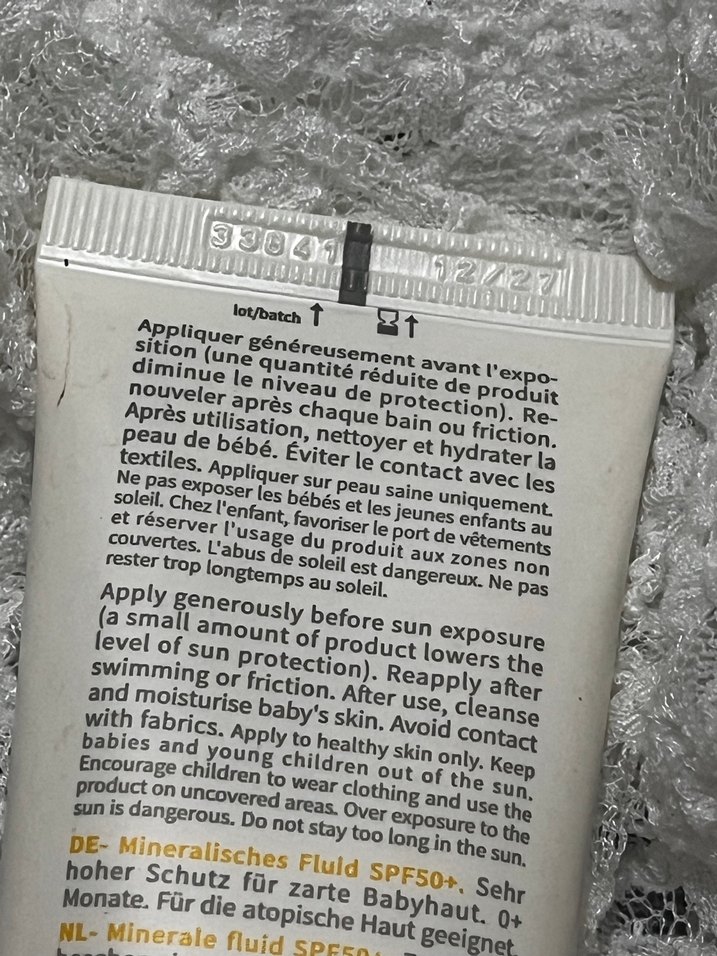 33041
12/27
lot/batch
Appliquer généreusement avant l'expo-
sition (une quantité réduite de produit
diminue le niveau de protection). Re-
nouveler après chaque bain ou friction.
Après utilisation, nettoyer et hydrater la
peau de bébé. Éviter le contact avec les
textiles. Appliquer sur peau saine uniquement.
Ne pas exposer les bébés et les jeunes enfants au
soleil. Chez l'enfant, favoriser le port de vêtements
et réserver l'usage du produit aux zones non
couvertes. L'abus de soleil est dangereux. Ne pas
rester trop longtemps au soleil.
Apply generously before sun exposure
(a small amount of product lowers the
level of sun protection). Reapply after
swimming or friction. After use, cleanse
and moisturise baby's skin. Avoid contact
with fabrics. Apply to healthy skin only. Keep
babies and young children out of the sun.
Encourage children to wear clothing and use the
product on uncovered areas. Over exposure to the
sun is dangerous. Do not stay too long in the sun.
DE- Mineralisches Fluid SPF50+. Sehr
hoher Schutz für zarte Babyhaut. 0+
Monate. Für die atopische Haut geeignet.
NL- Minerale fluid SPF50+.